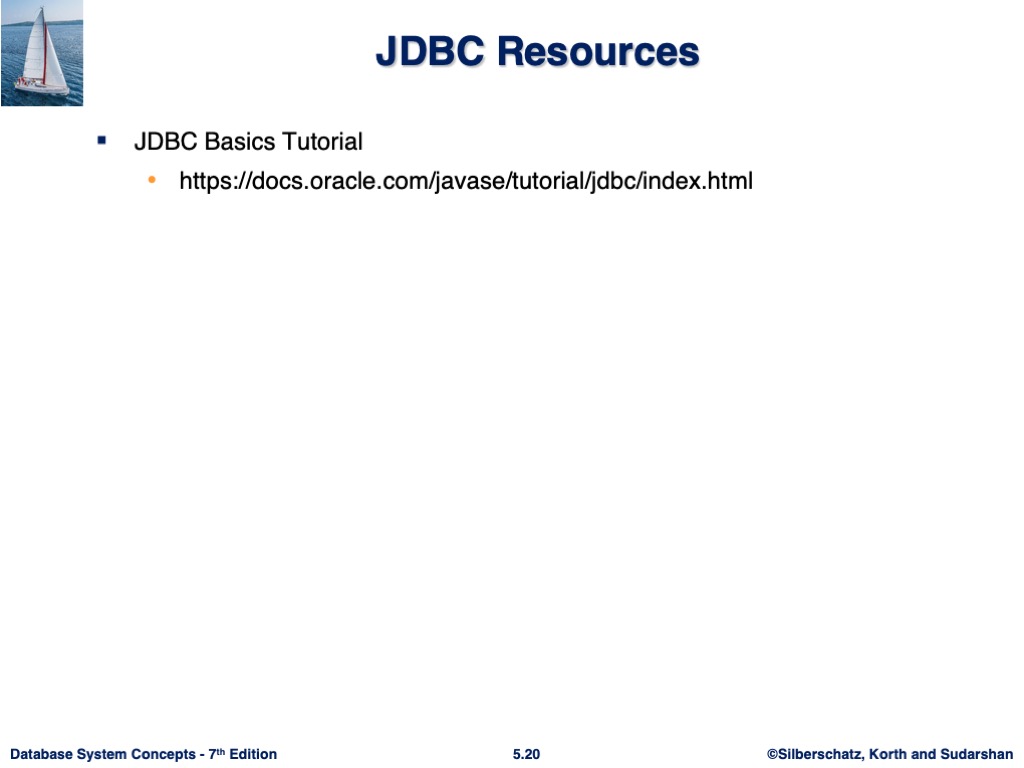 JDBC Resources
▪ JDBC Basics Tutorial
• https://docs.oracle.com/javase/tutorial/jdbc/index.html
Database System Concepts - 7th Edition
5.20
©Silberschatz, Korth and Sudarshan